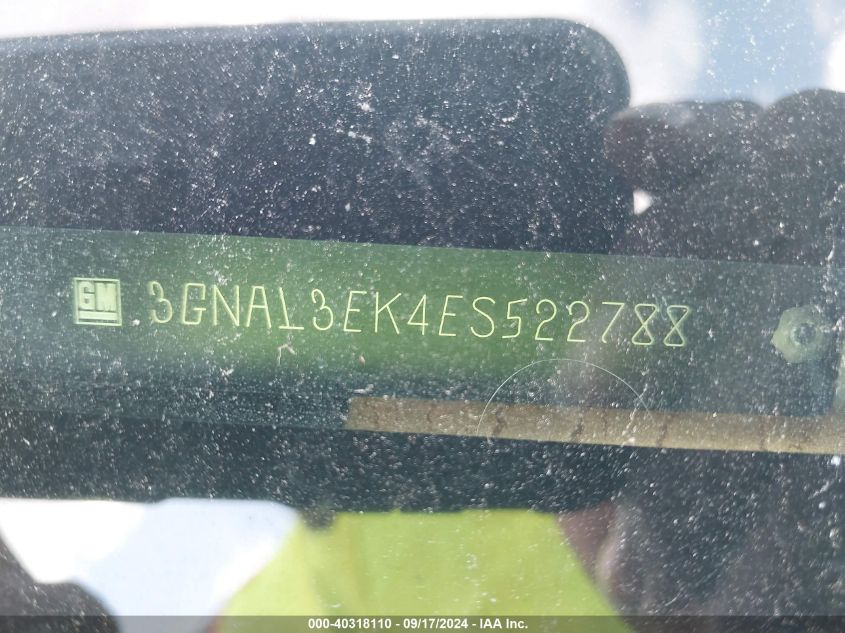 GM 3GNAL3EK4ES522788
000-40318110 - 09/17/2024 - IAA Inc.